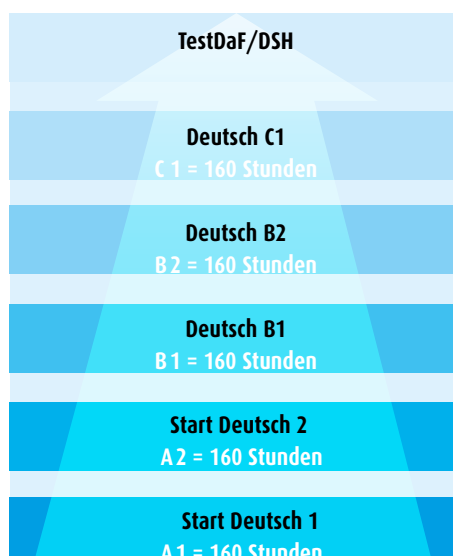 TestDaF/DSH
Deutsch C1
C 1 = 160 Stunden
Deutsch B2
B 2 = 160 Stunden
Deutsch B1
B 1 = 160 Stunden
Start Deutsch 2
A 2 = 160 Stunden
Start Deutsch 1
A 1 = 160 Stunden